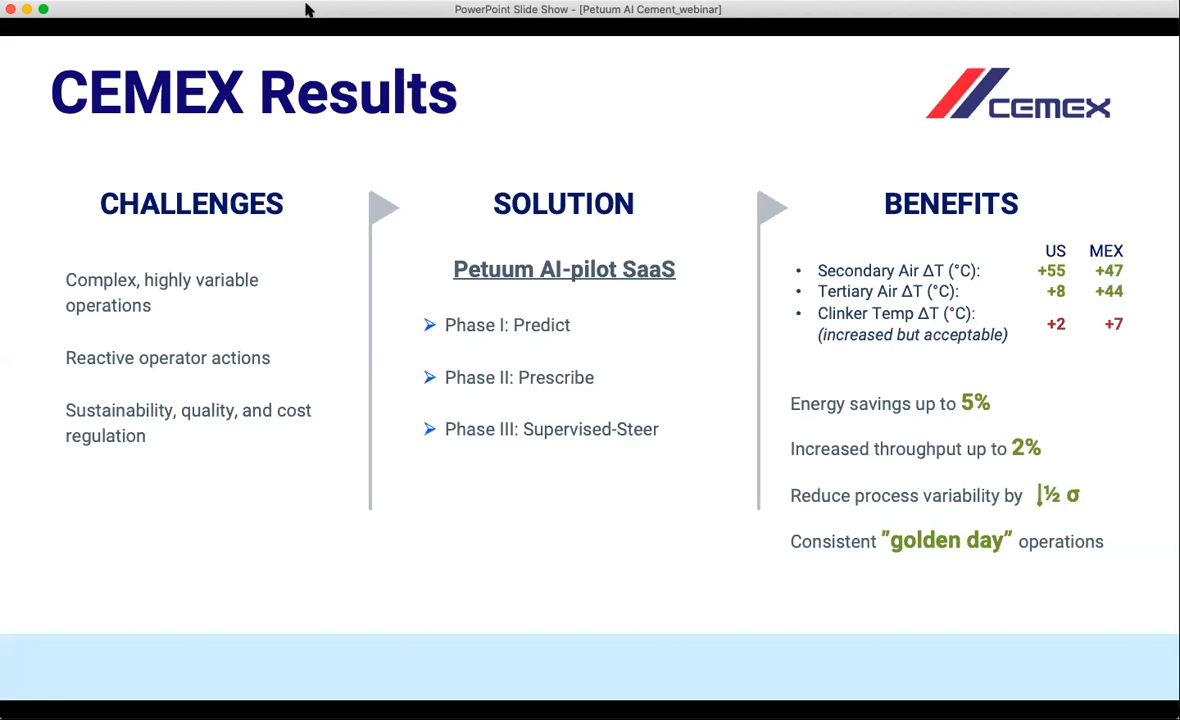 PowerPoint Slide Show - [Petuum AI Cement_webinar]
CEMEX Results
CEMEX
CHALLENGES
Complex, highly variable
operations
Reactive operator actions
Sustainability, quality, and cost
regulation
SOLUTION
Petuum AI-pilot SaaS
➢ Phase I: Predict
➢ Phase II: Prescribe
➢ Phase III: Supervised-Steer
BENEFITS
US MEX
• Secondary Air ΔT (°C): +55 +47
• Tertiary Air ΔT (°C): +8 +44
• Clinker Temp ΔT (°C):
(increased but acceptable) +2 +7
Energy savings up to 5%
Increased throughput up to 2%
Reduce process variability by ↓½ σ
Consistent ”golden day” operations